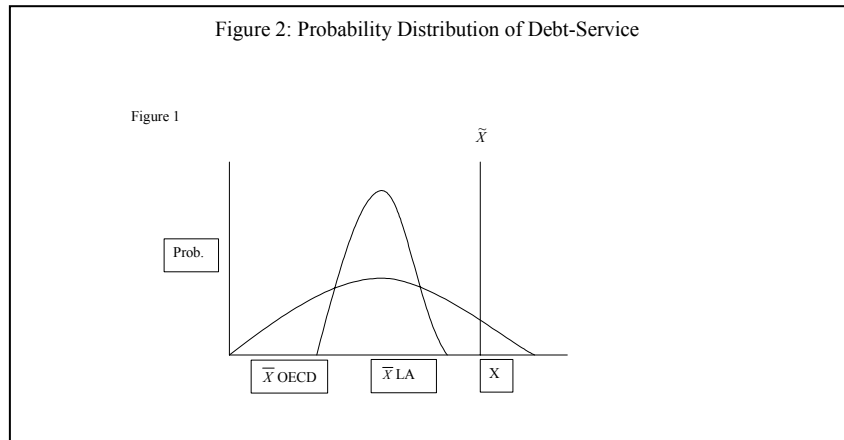 Figure 2: Probability Distribution of Debt-Service
Figure 1
X̃
Prob.
X̅ OECD
X̅ LA
X